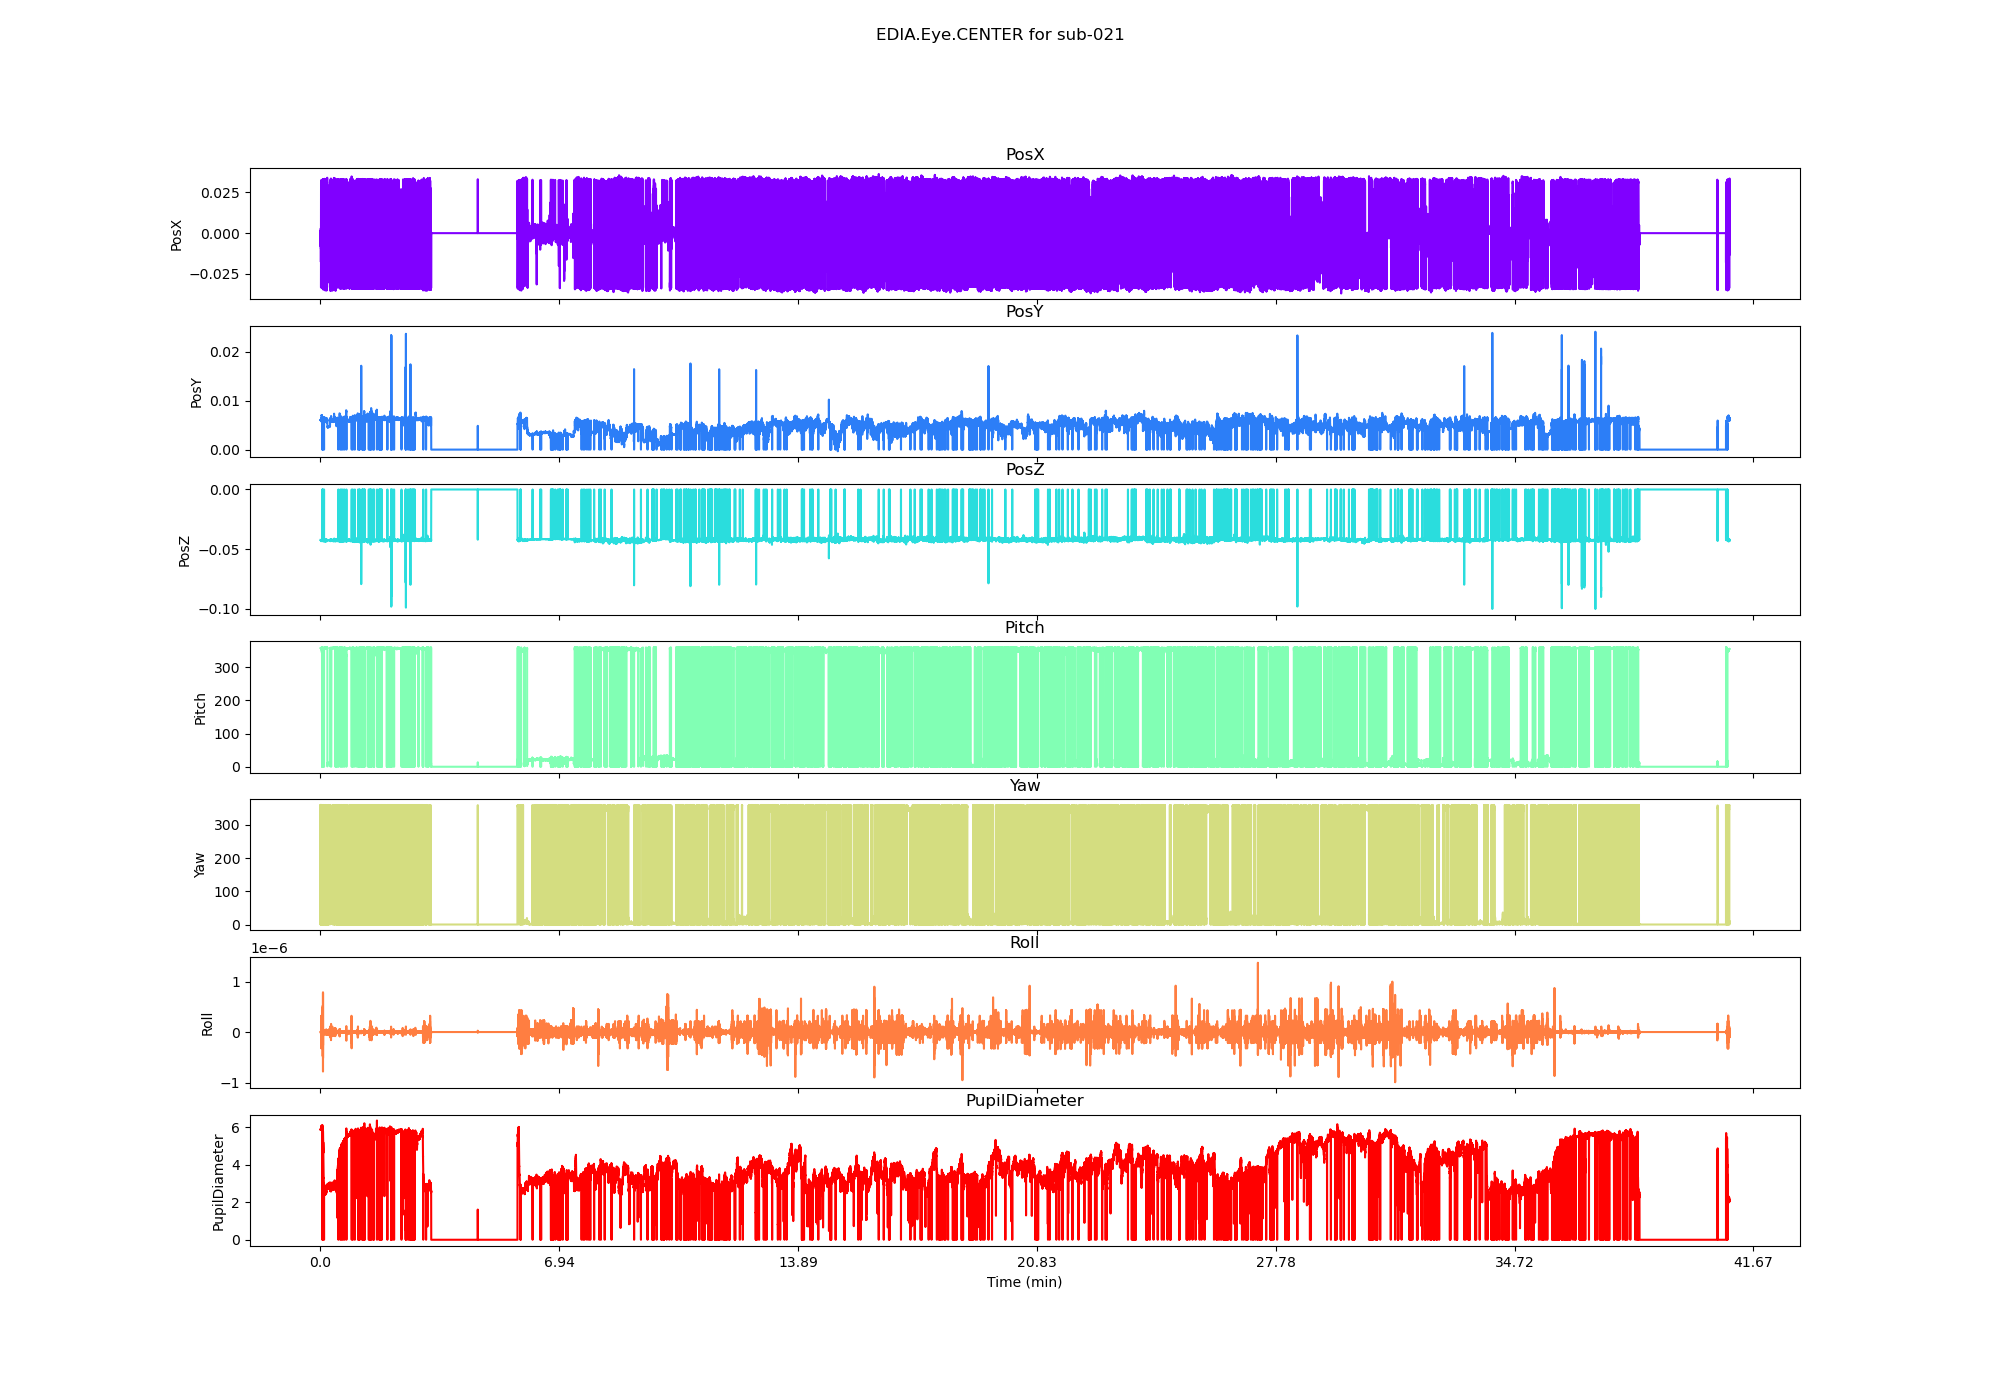 EDIA.Eye.CENTER for sub-021
PosX
0.025
0.000
−0.025
PosX
PosY
0.02
0.01
0.00
PosY
PosZ
0.00
−0.05
−0.10
PosZ
Pitch
300
200
100
0
Pitch
Yaw
300
200
100
0
Yaw
1e−6
Roll
1
0
−1
Roll
PupilDiameter
6
4
2
0
PupilDiameter
0.0 6.94 13.89 20.83 27.78 34.72 41.67
Time (min)